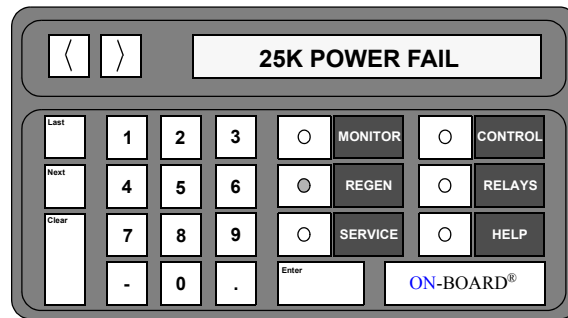 〈 〉 25K POWER FAIL
Last 1 2 3 MONITOR CONTROL
Next 4 5 6 REGEN RELAYS
Clear 7 8 9 SERVICE HELP
- 0 . Enter ON-BOARD®